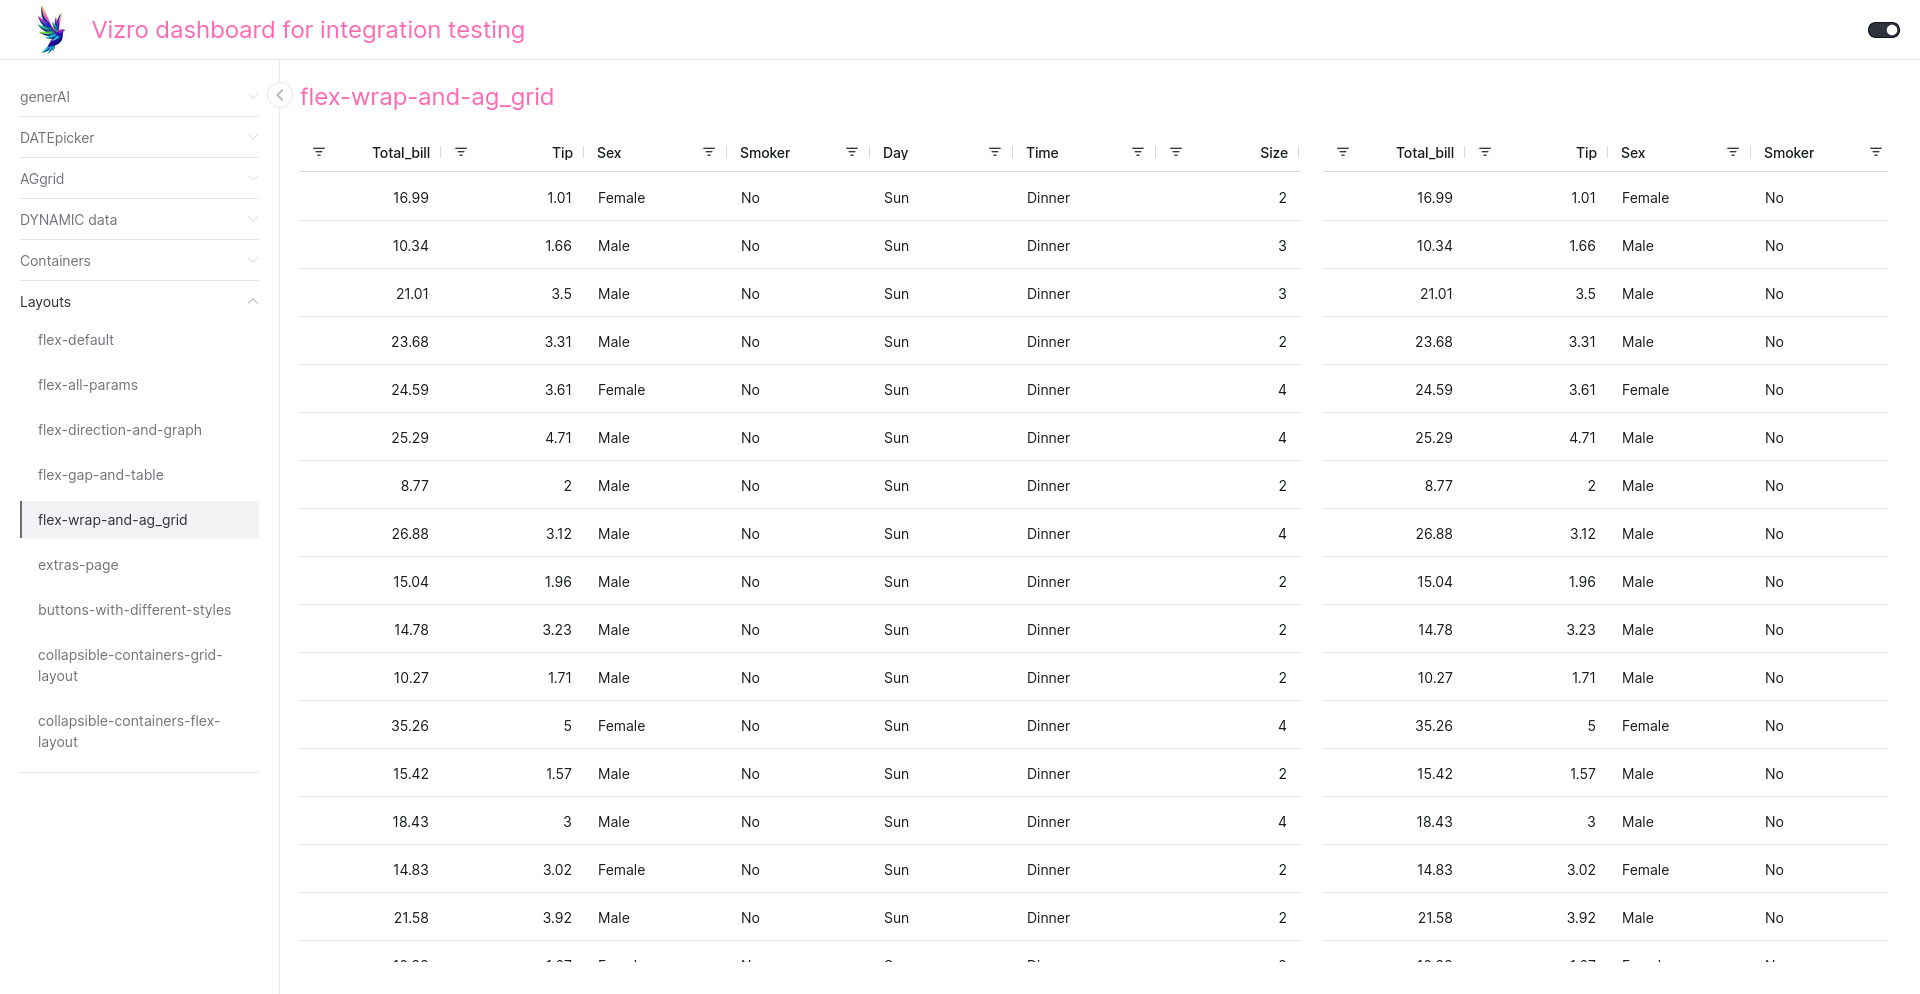 Vizro dashboard for integration testing
generAI
DATEpicker
AGgrid
DYNAMIC data
Containers
Layouts
flex-default
flex-all-params
flex-direction-and-graph
flex-gap-and-table
flex-wrap-and-ag_grid
extras-page
buttons-with-different-styles
collapsible-containers-grid-
layout
collapsible-containers-flex-
layout
flex-wrap-and-ag_grid
Total_bill Tip Sex Smoker Day Time Size Total_bill Tip Sex Smoker
16.99 1.01 Female No Sun Dinner 2 16.99 1.01 Female No
10.34 1.66 Male No Sun Dinner 3 10.34 1.66 Male No
21.01 3.5 Male No Sun Dinner 3 21.01 3.5 Male No
23.68 3.31 Male No Sun Dinner 2 23.68 3.31 Male No
24.59 3.61 Female No Sun Dinner 4 24.59 3.61 Female No
25.29 4.71 Male No Sun Dinner 4 25.29 4.71 Male No
8.77 2 Male No Sun Dinner 2 8.77 2 Male No
26.88 3.12 Male No Sun Dinner 4 26.88 3.12 Male No
15.04 1.96 Male No Sun Dinner 2 15.04 1.96 Male No
14.78 3.23 Male No Sun Dinner 2 14.78 3.23 Male No
10.27 1.71 Male No Sun Dinner 2 10.27 1.71 Male No
35.26 5 Female No Sun Dinner 4 35.26 5 Female No
15.42 1.57 Male No Sun Dinner 2 15.42 1.57 Male No
18.43 3 Male No Sun Dinner 4 18.43 3 Male No
14.83 3.02 Female No Sun Dinner 2 14.83 3.02 Female No
21.58 3.92 Male No Sun Dinner 2 21.58 3.92 Male No